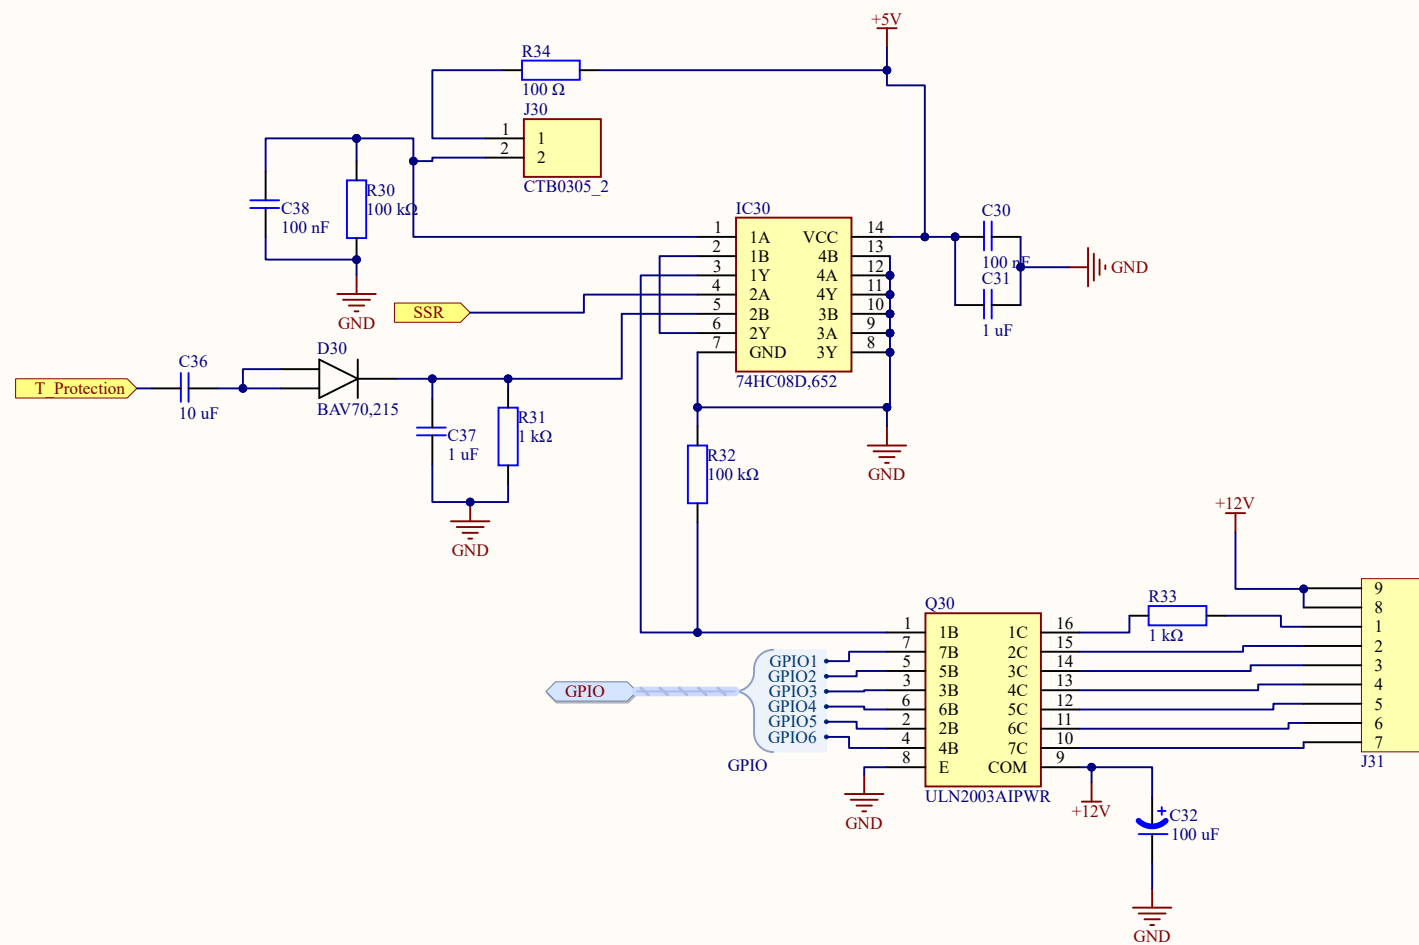 +5V
R34
100 Ω
J30
1 1
2 2
CTB0305_2
R30
100 kΩ
C38
100 nF
GND
IC30
1 1A VCC 14
2 1B 4B 13
3 1Y 4A 12
4 2A 4Y 11
5 2B 3B 10
6 2Y 3A 9
7 GND 3Y 8
74HC08D,652
C30
100 nF
C31
1 uF
GND
SSR
T_Protection
C36
10 uF
D30
BAV70,215
C37
1 uF
R31
1 kΩ
GND
R32
100 kΩ
GND
+12V
Q30
1 1B 1C 16
7 7B 2C 15
5 5B 3C 14
3 3B 4C 13
6 6B 5C 12
2 2B 6C 11
4 4B 7C 10
8 E COM 9
ULN2003AIPWR
R33
1 kΩ
9
8
1
2
3
4
5
6
7
J31
GPIO
GPIO1
GPIO2
GPIO3
GPIO4
GPIO5
GPIO6
GPIO
GND
+12V
+
C32
100 uF
GND